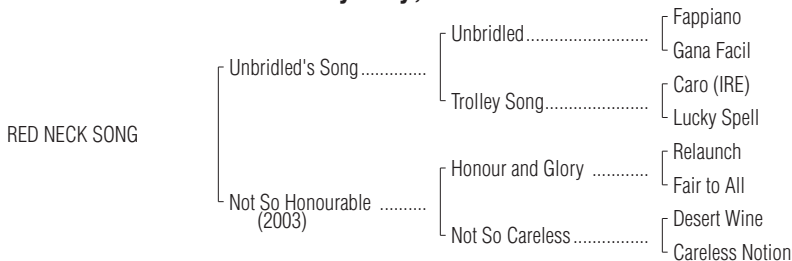 Fappiano
Unbridled..............................
Gana Facil
Unbridled's Song..............
Caro (IRE)
Trolley Song.........................
Lucky Spell
RED NECK SONG
Relaunch
Honour and Glory ............
Fair to All
Not So Honourable ..........
(2003)
Desert Wine
Not So Careless.................
Careless Notion